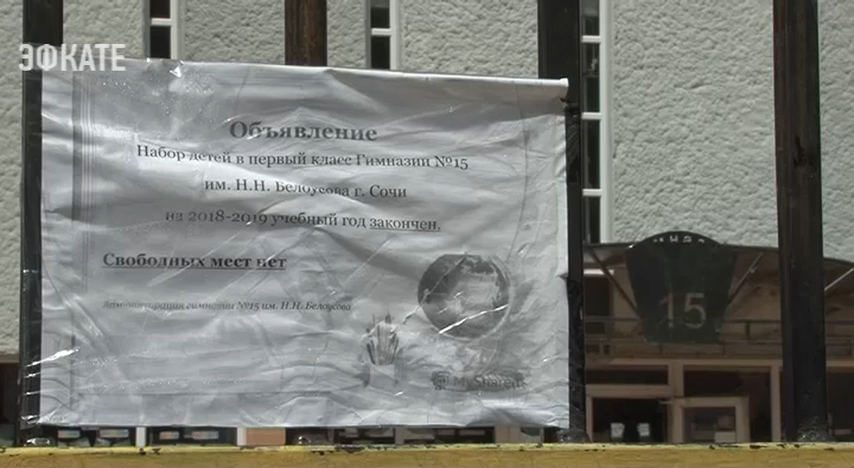 ЭФКАТЕ
Объявление
Набор детей в первый класс Гимназии №15
им. Н.Н. Белоусова г. Сочи
на 2018-2019 учебный год закончен.
Свободных мест нет
Администрация гимназии №15 им. Н.Н. Белоусова
MyShared
15